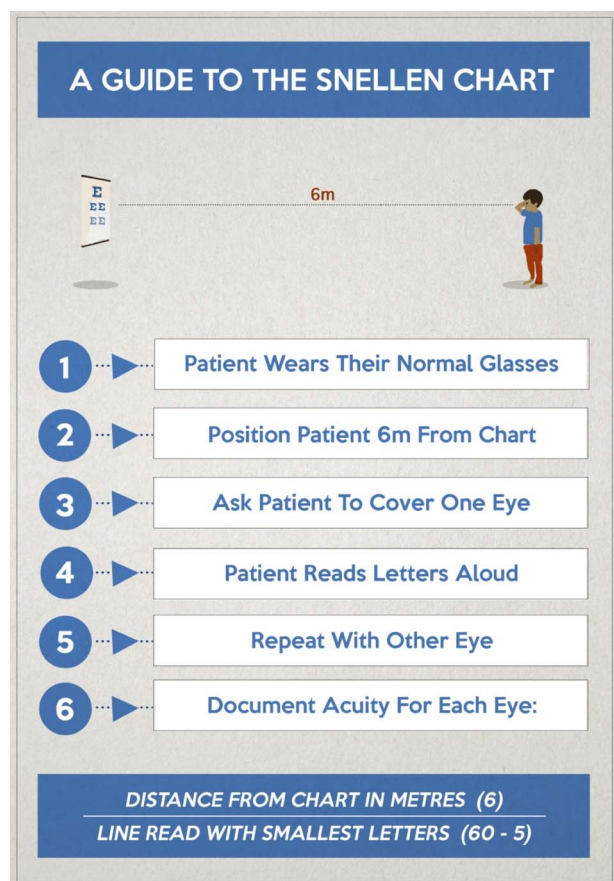 A GUIDE TO THE SNELLEN CHART
E
EE
EE
6m
1 Patient Wears Their Normal Glasses
2 Position Patient 6m From Chart
3 Ask Patient To Cover One Eye
4 Patient Reads Letters Aloud
5 Repeat With Other Eye
6 Document Acuity For Each Eye:
DISTANCE FROM CHART IN METRES (6)
LINE READ WITH SMALLEST LETTERS (60 - 5)